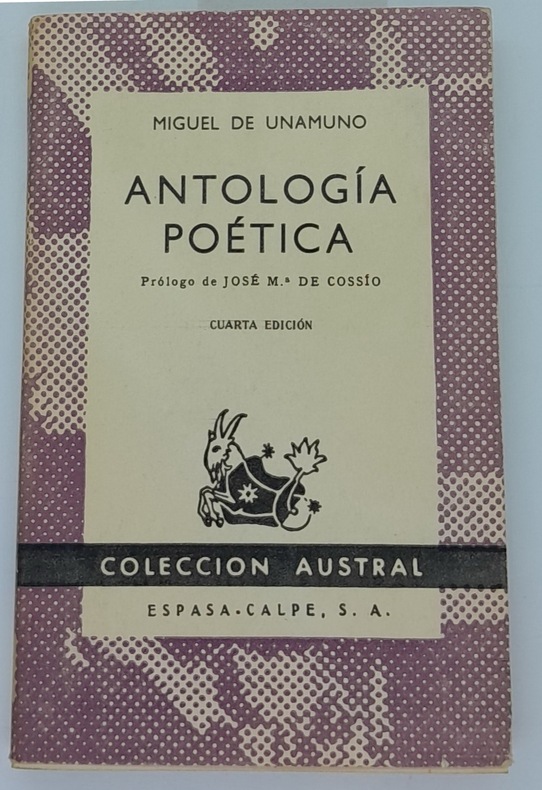 MIGUEL DE UNAMUNO
ANTOLOGÍA
POÉTICA
Prólogo de JOSÉ M.ª DE COSSÍO
CUARTA EDICIÓN
COLECCION AUSTRAL
ESPASA-CALPE, S. A.